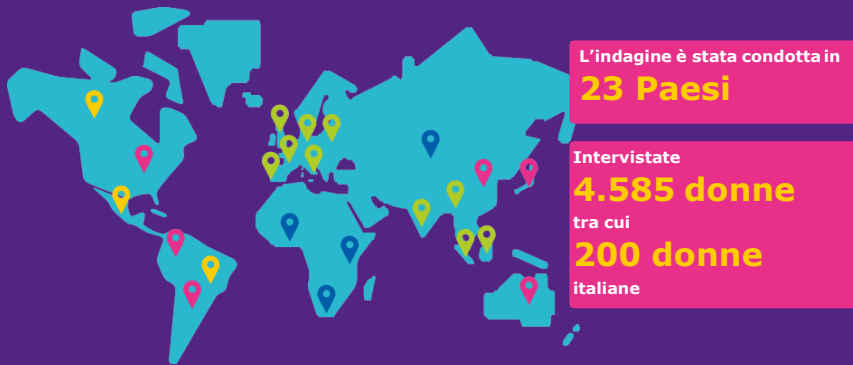 L’indagine è stata condotta in
23 Paesi
Intervistate
4.585 donne
tra cui
200 donne
italiane